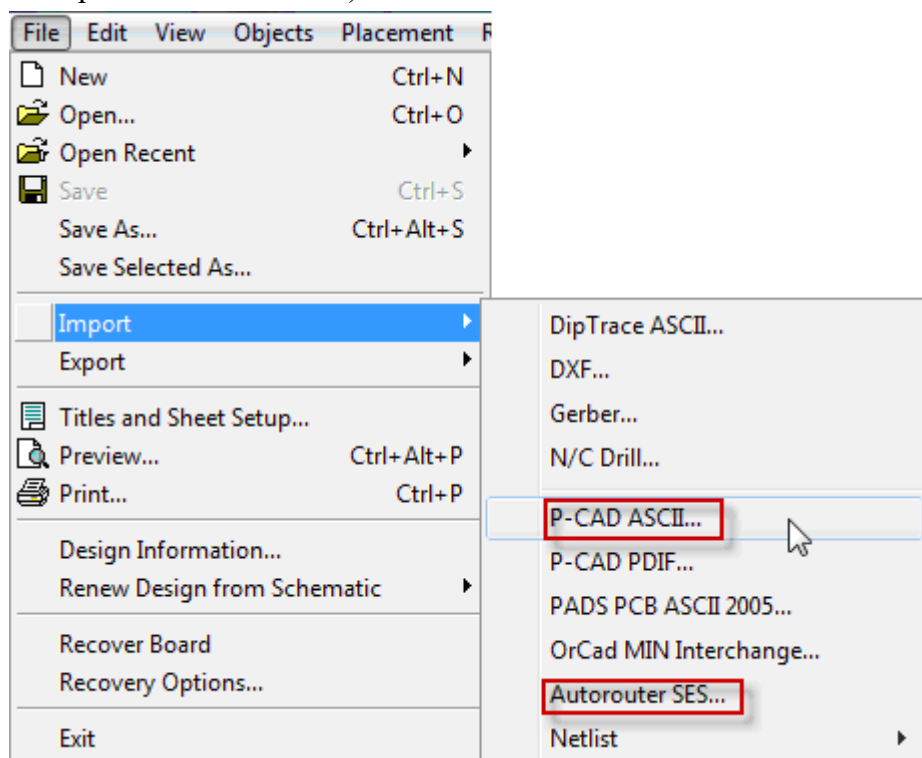 File Edit View Objects Placement
New Ctrl+N
Open... Ctrl+O
Open Recent
Save Ctrl+S
Save As... Ctrl+Alt+S
Save Selected As...
Import
Export
Titles and Sheet Setup...
Preview... Ctrl+Alt+P
Print... Ctrl+P
Design Information...
Renew Design from Schematic
Recover Board
Recovery Options...
Exit
DipTrace ASCII...
DXF...
Gerber...
N/C Drill...
P-CAD ASCII...
P-CAD PDIF...
PADS PCB ASCII 2005...
OrCad MIN Interchange...
Autorouter SES...
Netlist